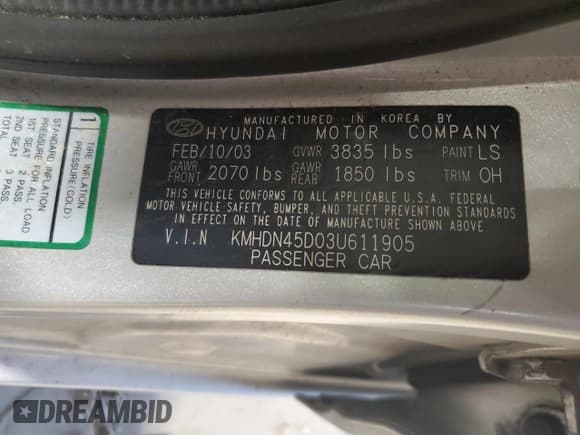 MANUFACTURED IN KOREA BY
HYUNDAI MOTOR COMPANY
FEB/10/03 GVWR 3835 lbs PAINT LS
GAWR FRONT 2070 lbs GAWR REAR 1850 lbs TRIM OH
THIS VEHICLE CONFORMS TO ALL APPLICABLE U.S.A. FEDERAL
MOTOR VEHICLE SAFETY, BUMPER, AND THEFT PREVENTION STANDARDS
IN EFFECT ON THE DATE OF MANUFACTURE SHOWN ABOVE
V.I.N KMHDN45D03U611905
PASSENGER CAR
1 TIRE INFLATION
PRESSURE(COLD)
STANDARD INFLATION
PRESSURE FOR ALL LOAD
1ST SEAT 2 PASS.
2ND SEAT 3 PASS.
TOTAL
DREAMBID